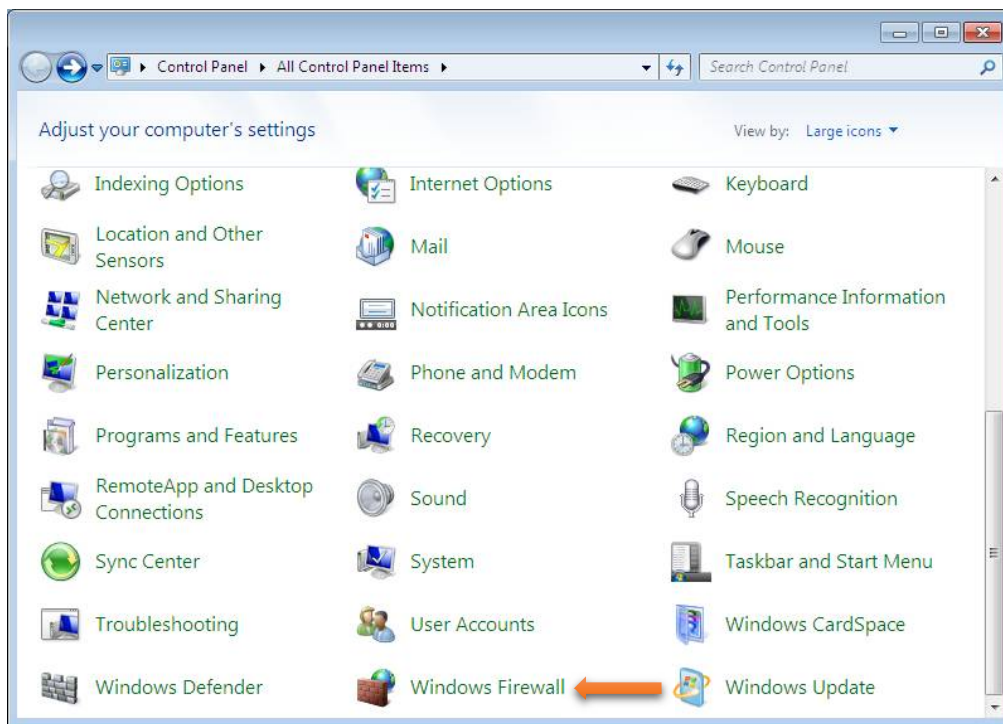 Control Panel All Control Panel Items Search Control Panel
Adjust your computer's settings View by: Large icons
Indexing Options Internet Options Keyboard
Location and Other
Sensors Mail Mouse
Network and Sharing
Center Notification Area Icons Performance Information
and Tools
Personalization Phone and Modem Power Options
Programs and Features Recovery Region and Language
RemoteApp and Desktop
Connections Sound Speech Recognition
Sync Center System Taskbar and Start Menu
Troubleshooting User Accounts Windows CardSpace
Windows Defender Windows Firewall Windows Update